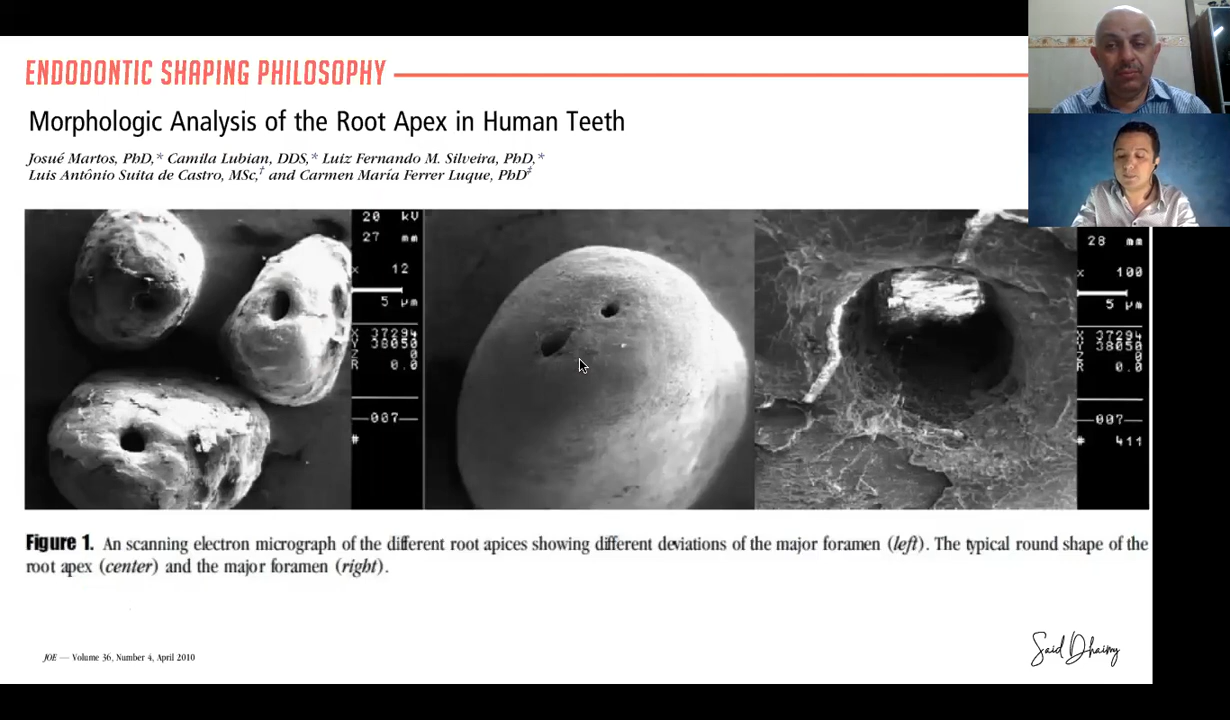 ENDODONTIC SHAPING PHILOSOPHY
Morphologic Analysis of the Root Apex in Human Teeth
Josué Martos, PhD,* Camila Lubian, DDS,* Luiz Fernando M. Silveira, PhD,*
Luis Antônio Suita de Castro, MSc,† and Carmen María Ferrer Luque, PhD‡
20 kV
27 mm
x 12
5 µm
X 37294
Y 38050
Z 0
R 0.0
007
#
28 mm
x 100
5 µm
X 37294
Y 38050
Z 0
R 0.0
007
# 411
Figure 1. An scanning electron micrograph of the different root apices showing different deviations of the major foramen (left). The typical round shape of the
root apex (center) and the major foramen (right).
JOE — Volume 36, Number 4, April 2010
Said Dhaimy